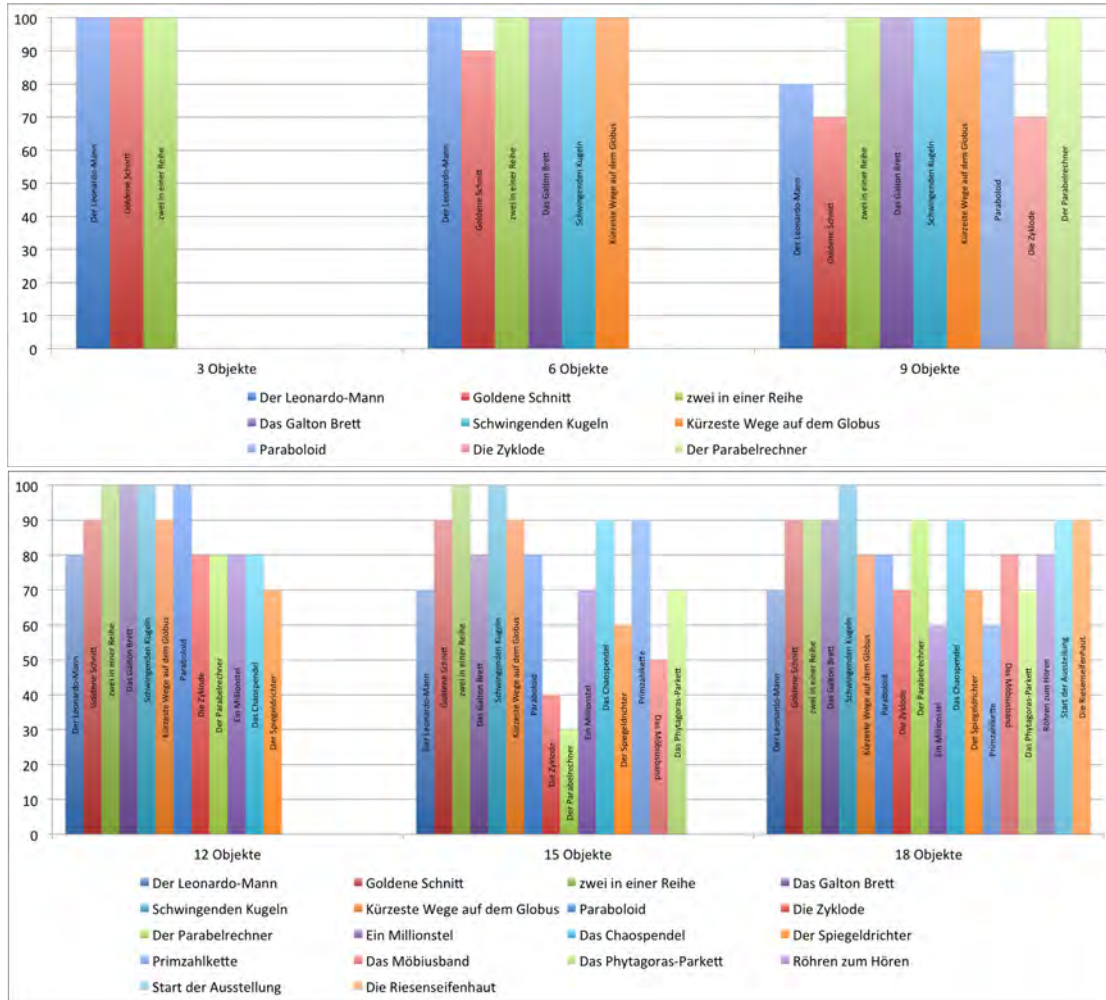 100
90
80
70
60
50
40
30
20
10
0
Der Leonardo-Mann
Goldene Schnitt
zwei in einer Reihe
Der Leonardo-Mann
Goldene Schnitt
zwei in einer Reihe
Das Galton Brett
Schwingenden Kugeln
Kürzeste Wege auf dem Globus
Der Leonardo-Mann
Goldene Schnitt
zwei in einer Reihe
Das Galton Brett
Schwingenden Kugeln
Kürzeste Wege auf dem Globus
Paraboloid
Die Zyklode
Der Parabelrechner
3 Objekte 6 Objekte 9 Objekte
Der Leonardo-Mann Goldene Schnitt zwei in einer Reihe
Das Galton Brett Schwingenden Kugeln Kürzeste Wege auf dem Globus
Paraboloid Die Zyklode Der Parabelrechner
100
90
80
70
60
50
40
30
20
10
0
Der Leonardo-Mann
Goldene Schnitt
zwei in einer Reihe
Das Galton Brett
Schwingenden Kugeln
Kürzeste Wege auf dem Globus
Paraboloid
Die Zyklode
Der Parabelrechner
Ein Millionstel
Das Chaospendel
Der Spiegeldrichter
Der Leonardo-Mann
Goldene Schnitt
zwei in einer Reihe
Das Galton Brett
Schwingenden Kugeln
Kürzeste Wege auf dem Globus
Paraboloid
Die Zyklode
Der Parabelrechner
Ein Millionstel
Das Chaospendel
Der Spiegeldrichter
Primzahlkette
Das Möbiusband
Das Phytagoras-Parkett
Der Leonardo-Mann
Goldene Schnitt
zwei in einer Reihe
Das Galton Brett
Schwingenden Kugeln
Kürzeste Wege auf dem Globus
Paraboloid
Die Zyklode
Der Parabelrechner
Ein Millionstel
Das Chaospendel
Der Spiegeldrichter
Primzahlkette
Das Möbiusband
Das Phytagoras-Parkett
Röhren zum Hören
Start der Ausstellung
Die Riesenseifenhaut
12 Objekte 15 Objekte 18 Objekte
Der Leonardo-Mann Goldene Schnitt zwei in einer Reihe Das Galton Brett
Schwingenden Kugeln Kürzeste Wege auf dem Globus Paraboloid Die Zyklode
Der Parabelrechner Ein Millionstel Das Chaospendel Der Spiegeldrichter
Primzahlkette Das Möbiusband Das Phytagoras-Parkett Röhren zum Hören
Start der Ausstellung Die Riesenseifenhaut